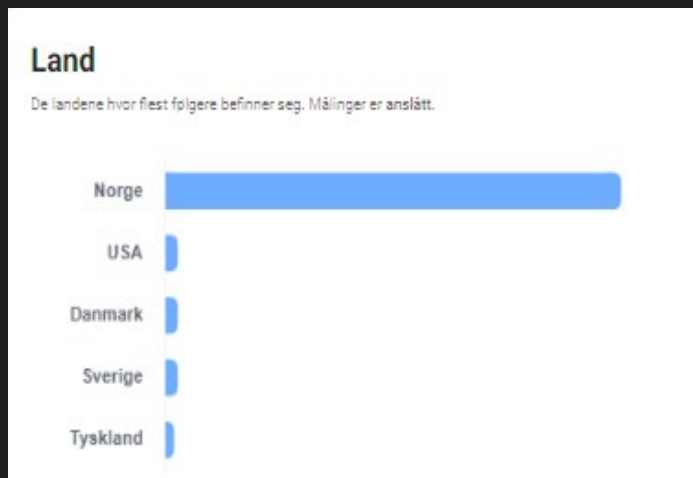 Land
De landene hvor flest følgere befinner seg. Målinger er anslått.
Norge
USA
Danmark
Sverige
Tyskland